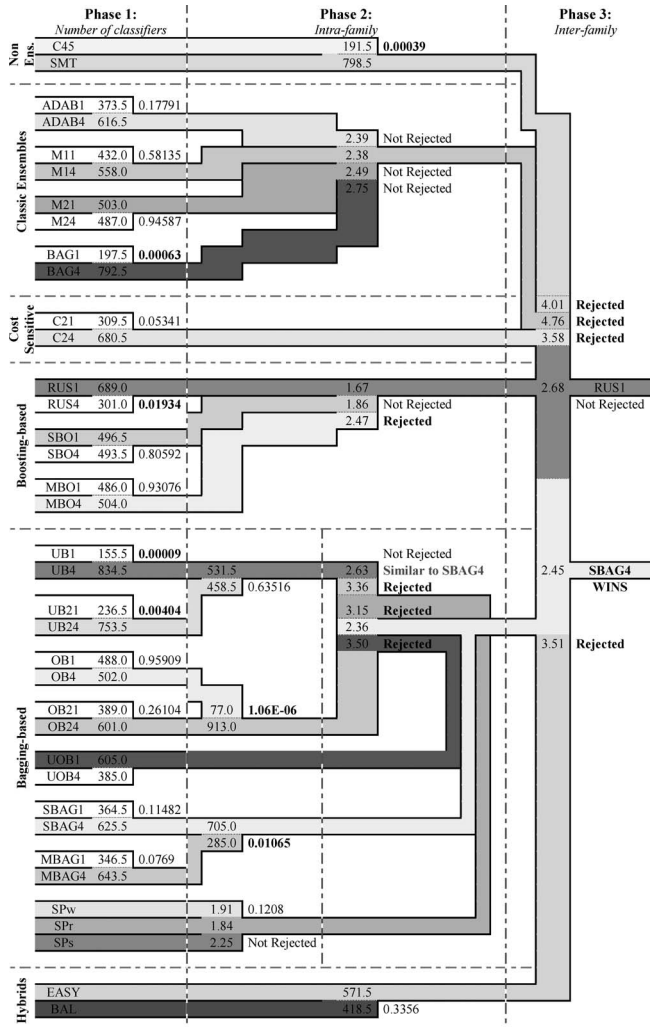 Phase 1: Phase 2: Phase 3:
Number of classifiers Intra-family Inter-family
Non Ens.
C45 191.5 0.00039
SMT 798.5
Classic Ensembles
ADAB1 373.5 0.17791
ADAB4 616.5
2.39 Not Rejected
M11 432.0 0.58135 2.38
M14 558.0 2.49 Not Rejected
2.75 Not Rejected
M21 503.0
M24 487.0 0.94587
BAG1 197.5 0.00063
BAG4 792.5
Cost Sensitive
4.01 Rejected
C21 309.5 0.05341 4.76 Rejected
C24 680.5 3.58 Rejected
Boosting-based
RUS1 689.0 1.67 2.68 RUS1
RUS4 301.0 0.01934 1.86 Not Rejected Not Rejected
2.47 Rejected
SBO1 496.5
SBO4 493.5 0.80592
MBO1 486.0 0.93076
MBO4 504.0
Bagging-based
UB1 155.5 0.00009 Not Rejected
UB4 834.5 531.5 2.63 Similar to SBAG4 2.45 SBAG4
458.5 0.63516 3.36 Rejected WINS
UB21 236.5 0.00404 3.15 Rejected
UB24 753.5 2.36
3.50 Rejected 3.51 Rejected
OB1 488.0 0.95909
OB4 502.0
OB21 389.0 0.26104 77.0 1.06E-06
OB24 601.0 913.0
UOB1 605.0
UOB4 385.0
SBAG1 364.5 0.11482
SBAG4 625.5 705.0
285.0 0.01065
MBAG1 346.5 0.0769
MBAG4 643.5
SPw 1.91 0.1208
SPr 1.84
SPs 2.25 Not Rejected
Hybrids
EASY 571.5
BAL 418.5 0.3356